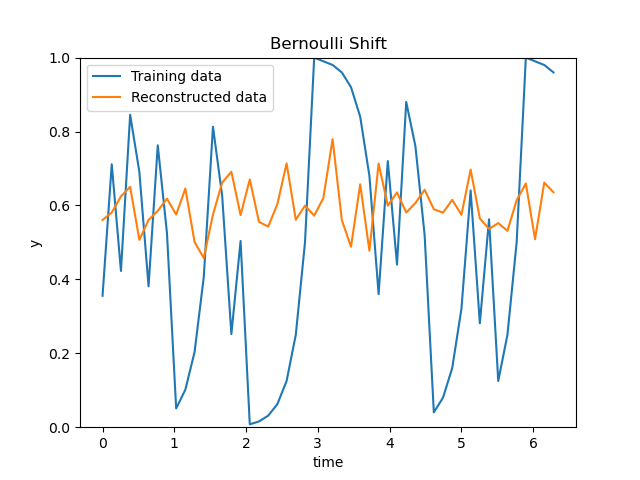 Bernoulli Shift
Training data
Reconstructed data
y
1.0
0.8
0.6
0.4
0.2
0.0
0 1 2 3 4 5 6
time